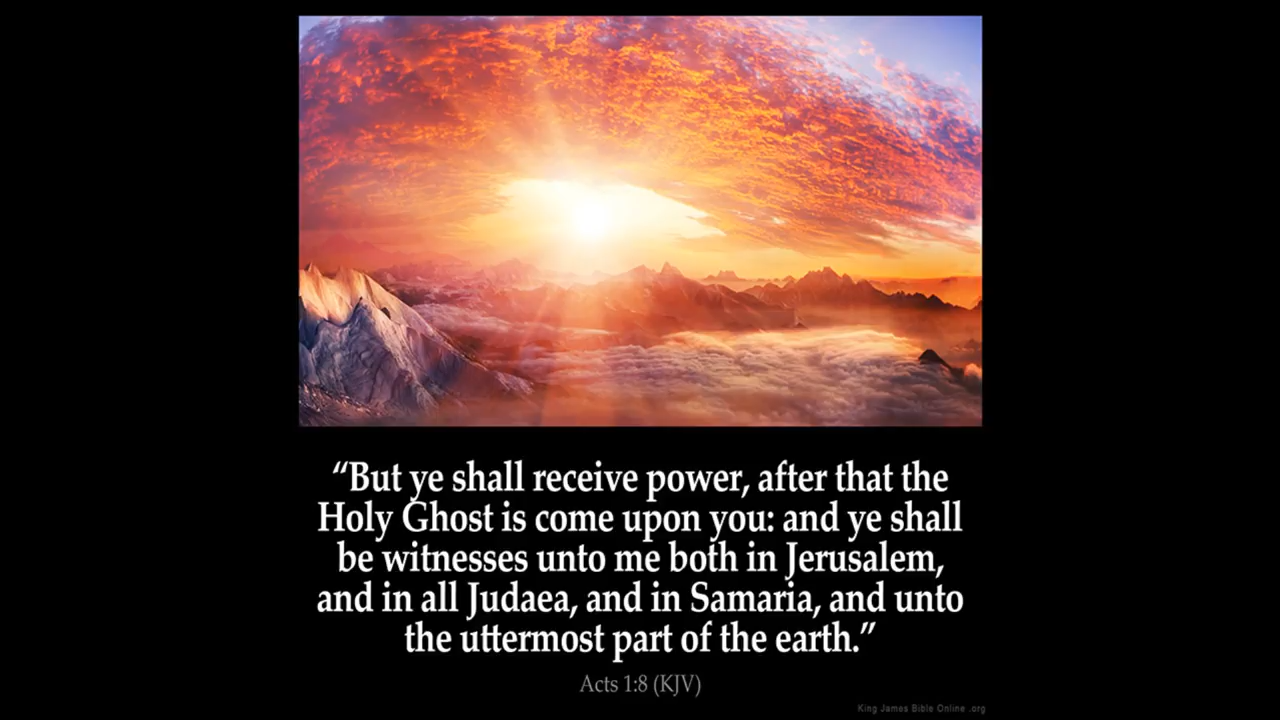 “But ye shall receive power, after that the
Holy Ghost is come upon you: and ye shall
be witnesses unto me both in Jerusalem,
and in all Judaea, and in Samaria, and unto
the uttermost part of the earth.”
Acts 1:8 (KJV)
King James Bible Online .org